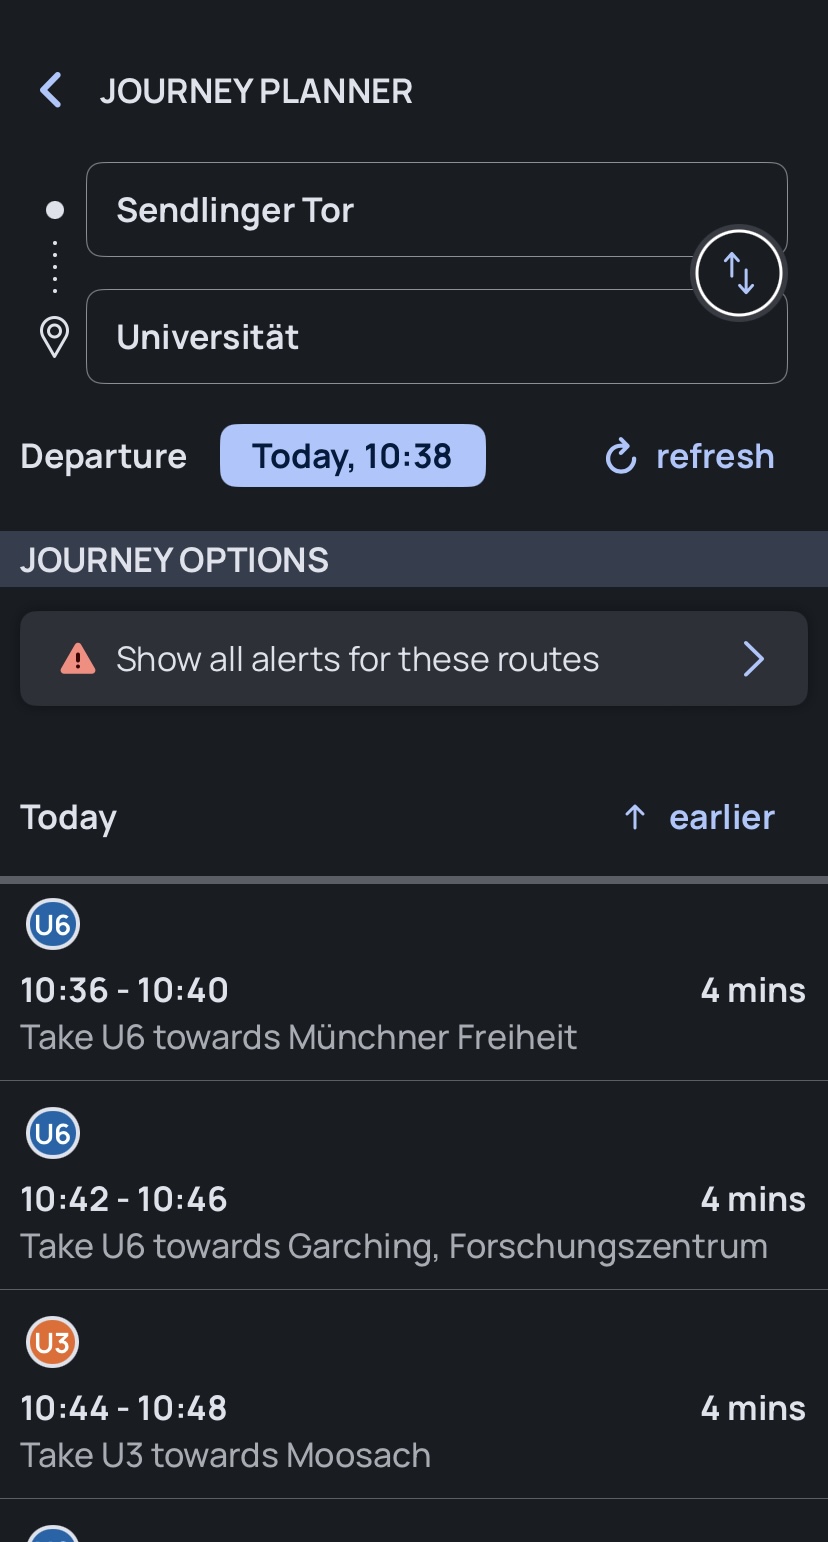 JOURNEY PLANNER
Sendlinger Tor
Universität
Departure Today, 10:38 refresh
JOURNEY OPTIONS
Show all alerts for these routes
Today earlier
U6
10:36 - 10:40 4 mins
Take U6 towards Münchner Freiheit
U6
10:42 - 10:46 4 mins
Take U6 towards Garching, Forschungszentrum
U3
10:44 - 10:48 4 mins
Take U3 towards Moosach